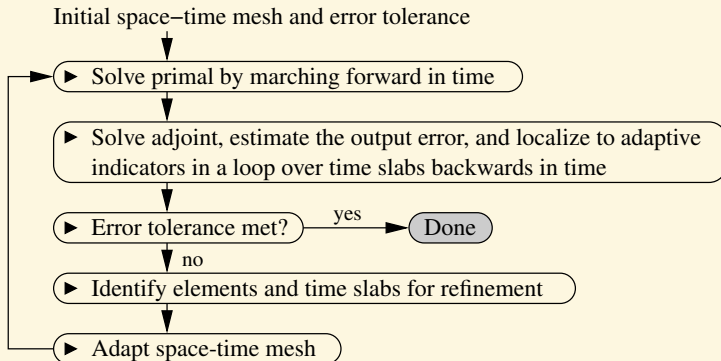 Initial space−time mesh and error tolerance
► Solve primal by marching forward in time
► Solve adjoint, estimate the output error, and localize to adaptive
indicators in a loop over time slabs backwards in time
► Error tolerance met?
yes
Done
no
► Identify elements and time slabs for refinement
► Adapt space-time mesh